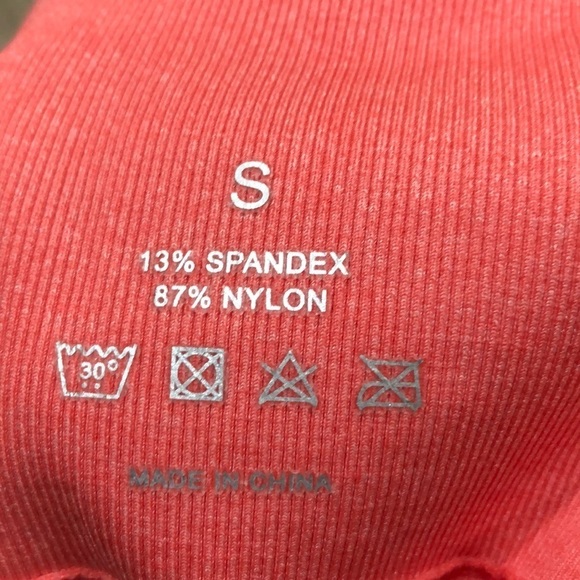 S
13% SPANDEX
87% NYLON
30°
MADE IN CHINA